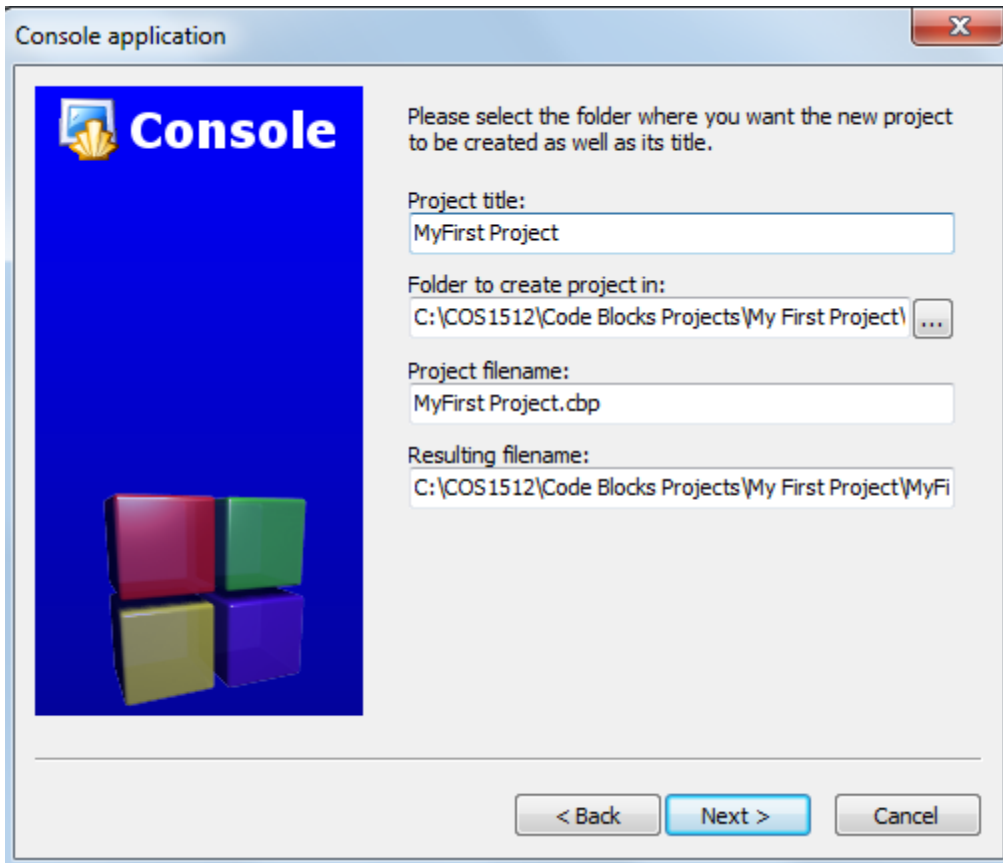 Console application
Console
Please select the folder where you want the new project
to be created as well as its title.
Project title:
MyFirst Project
Folder to create project in:
C:\COS1512\Code Blocks Projects\My First Project\
...
Project filename:
MyFirst Project.cbp
Resulting filename:
C:\COS1512\Code Blocks Projects\My First Project\MyFi
< Back
Next >
Cancel